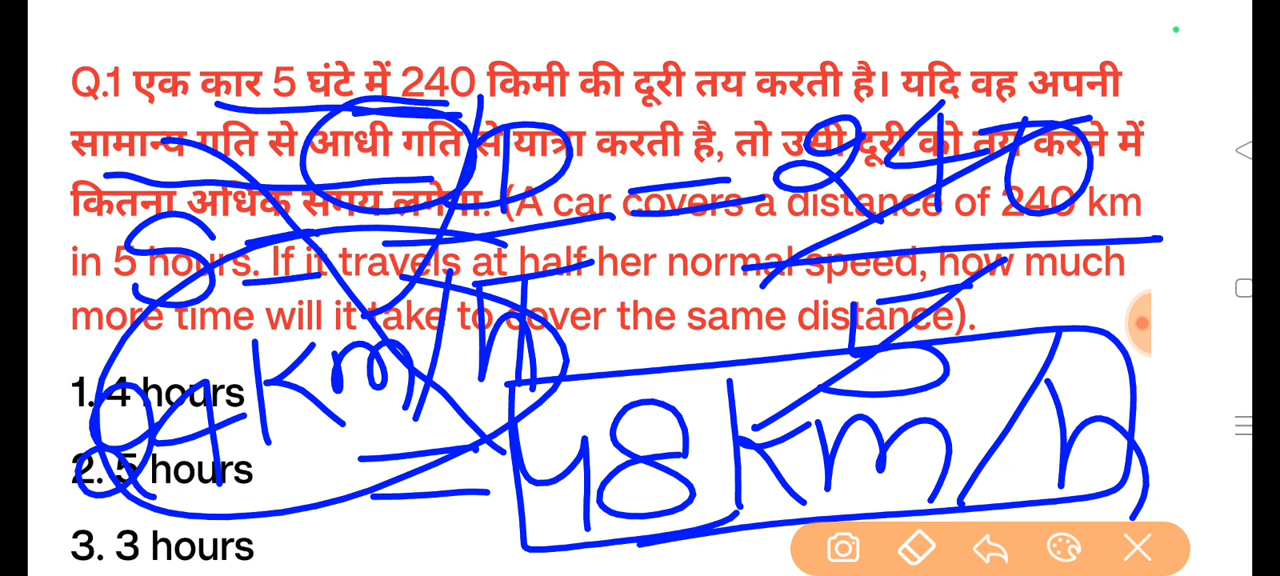 Q.1 एक कार 5 घंटे में 240 किमी की दूरी तय करती है। यदि वह अपनी
सामान्य गति से आधी गति से यात्रा करती है, तो उसी दूरी को तय करने में
कितना अधिक समय लगेगा. (A car covers a distance of 240 km
in 5 hours. If it travels at half her normal speed, how much
more time will it take to cover the same distance).
S = D/T = 240/5
1. 4 hours
24 km/h
= 48 km/h
2. 5 hours
3. 3 hours